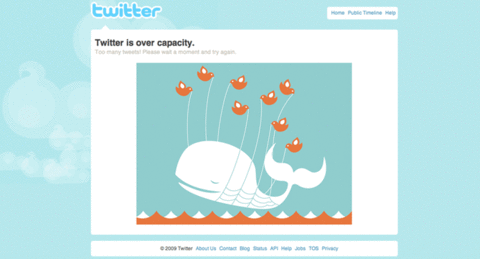 twitter
Home Public Timeline Help
Twitter is over capacity.
Too many tweets! Please wait a moment and try again.
© 2009 Twitter About Us Contact Blog Status API Help Jobs TOS Privacy